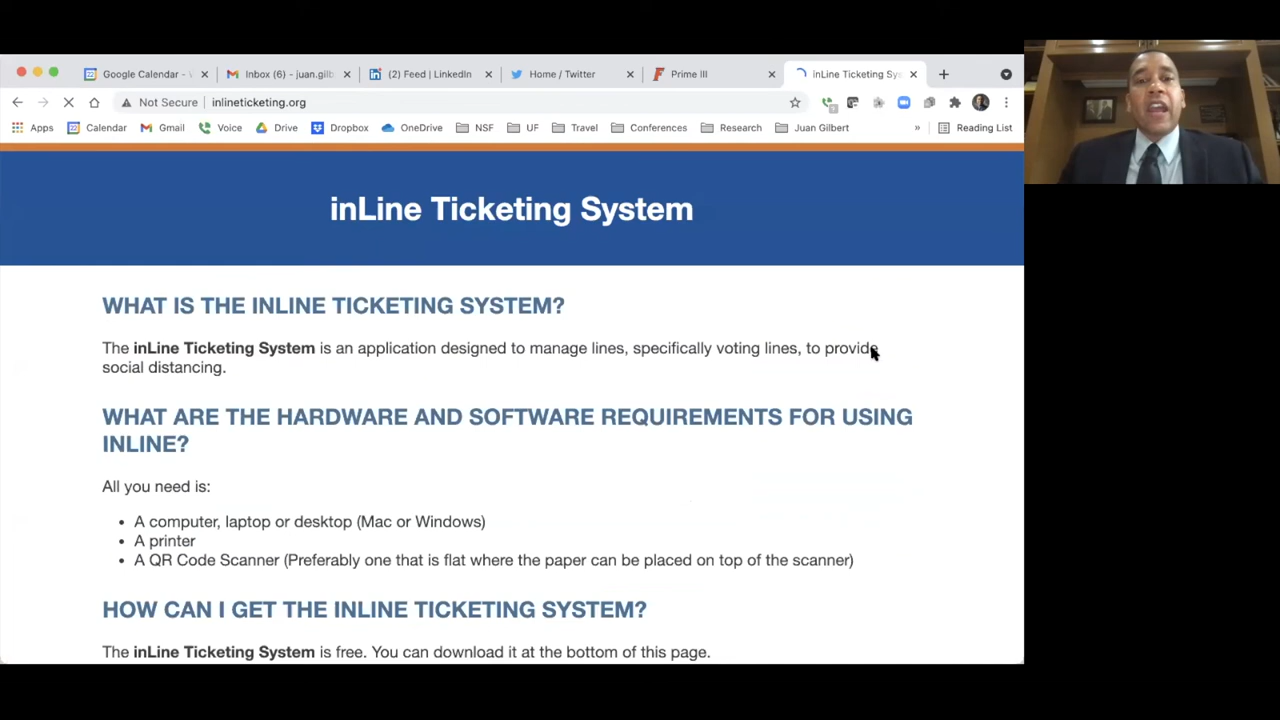 Google Calendar - 
Inbox (6) - juan.gilb
(2) Feed | LinkedIn
Home / Twitter
Prime III
inLine Ticketing Sy
Not Secure | inlineticketing.org
Apps Calendar Gmail Voice Drive Dropbox OneDrive NSF UF Travel Conferences Research Juan Gilbert » Reading List
inLine Ticketing System
WHAT IS THE INLINE TICKETING SYSTEM?
The inLine Ticketing System is an application designed to manage lines, specifically voting lines, to provide
social distancing.
WHAT ARE THE HARDWARE AND SOFTWARE REQUIREMENTS FOR USING
INLINE?
All you need is:
• A computer, laptop or desktop (Mac or Windows)
• A printer
• A QR Code Scanner (Preferably one that is flat where the paper can be placed on top of the scanner)
HOW CAN I GET THE INLINE TICKETING SYSTEM?
The inLine Ticketing System is free. You can download it at the bottom of this page.